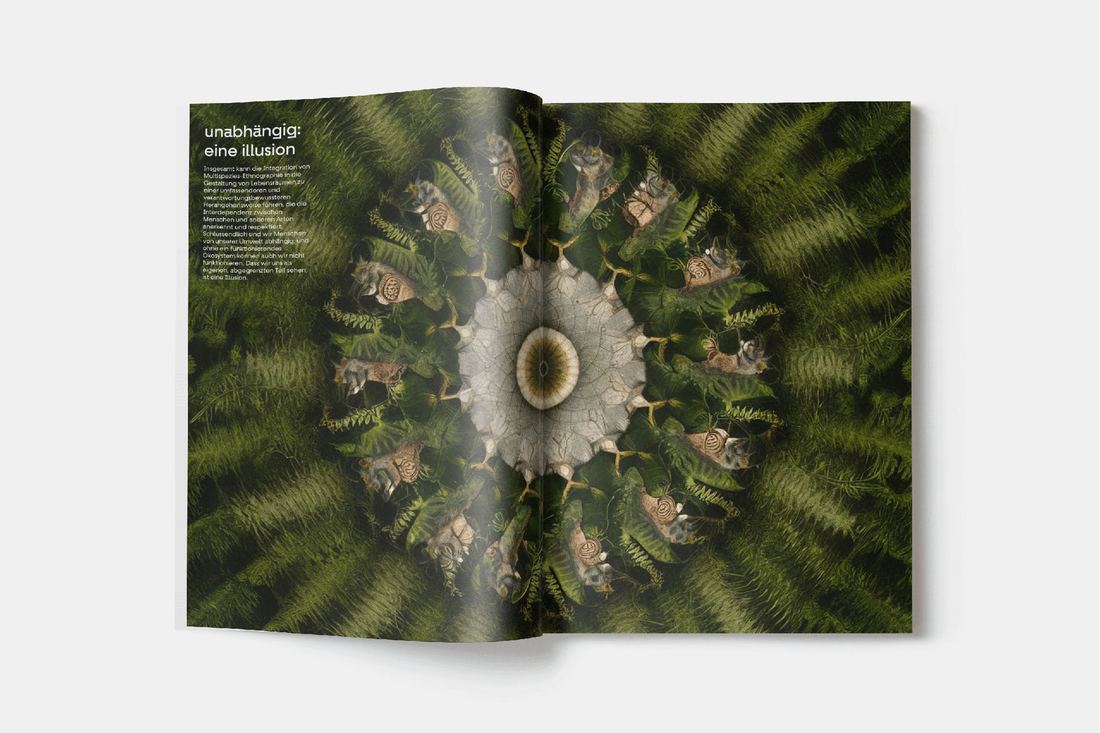 unabhängig:
eine illusion
Insgesamt kann die Integration von
Multispezies-Ethnographie in die
Gestaltung von Lebensräumen zu
einer umfassenderen und
verantwortungsbewussteren
Herangehensweise führen, die die
Interdependenz zwischen
Menschen und anderen Arten
anerkennt und respektiert.
Schlussendlich sind wir Menschen
von unserer Umwelt abhängig, und
ohne ein funktionierendes
Ökosystem können auch wir nicht
funktionieren. Dass wir uns als
eigenen, abgegrenzten Teil sehen,
ist eine Illusion.